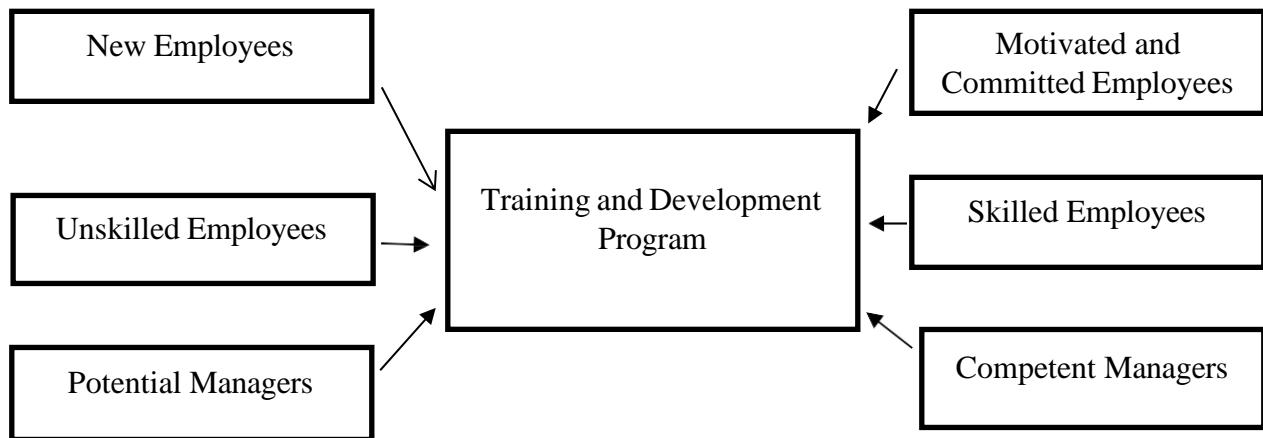 New Employees
Unskilled Employees
Potential Managers
Training and Development
Program
Motivated and
Committed Employees
Skilled Employees
Competent Managers